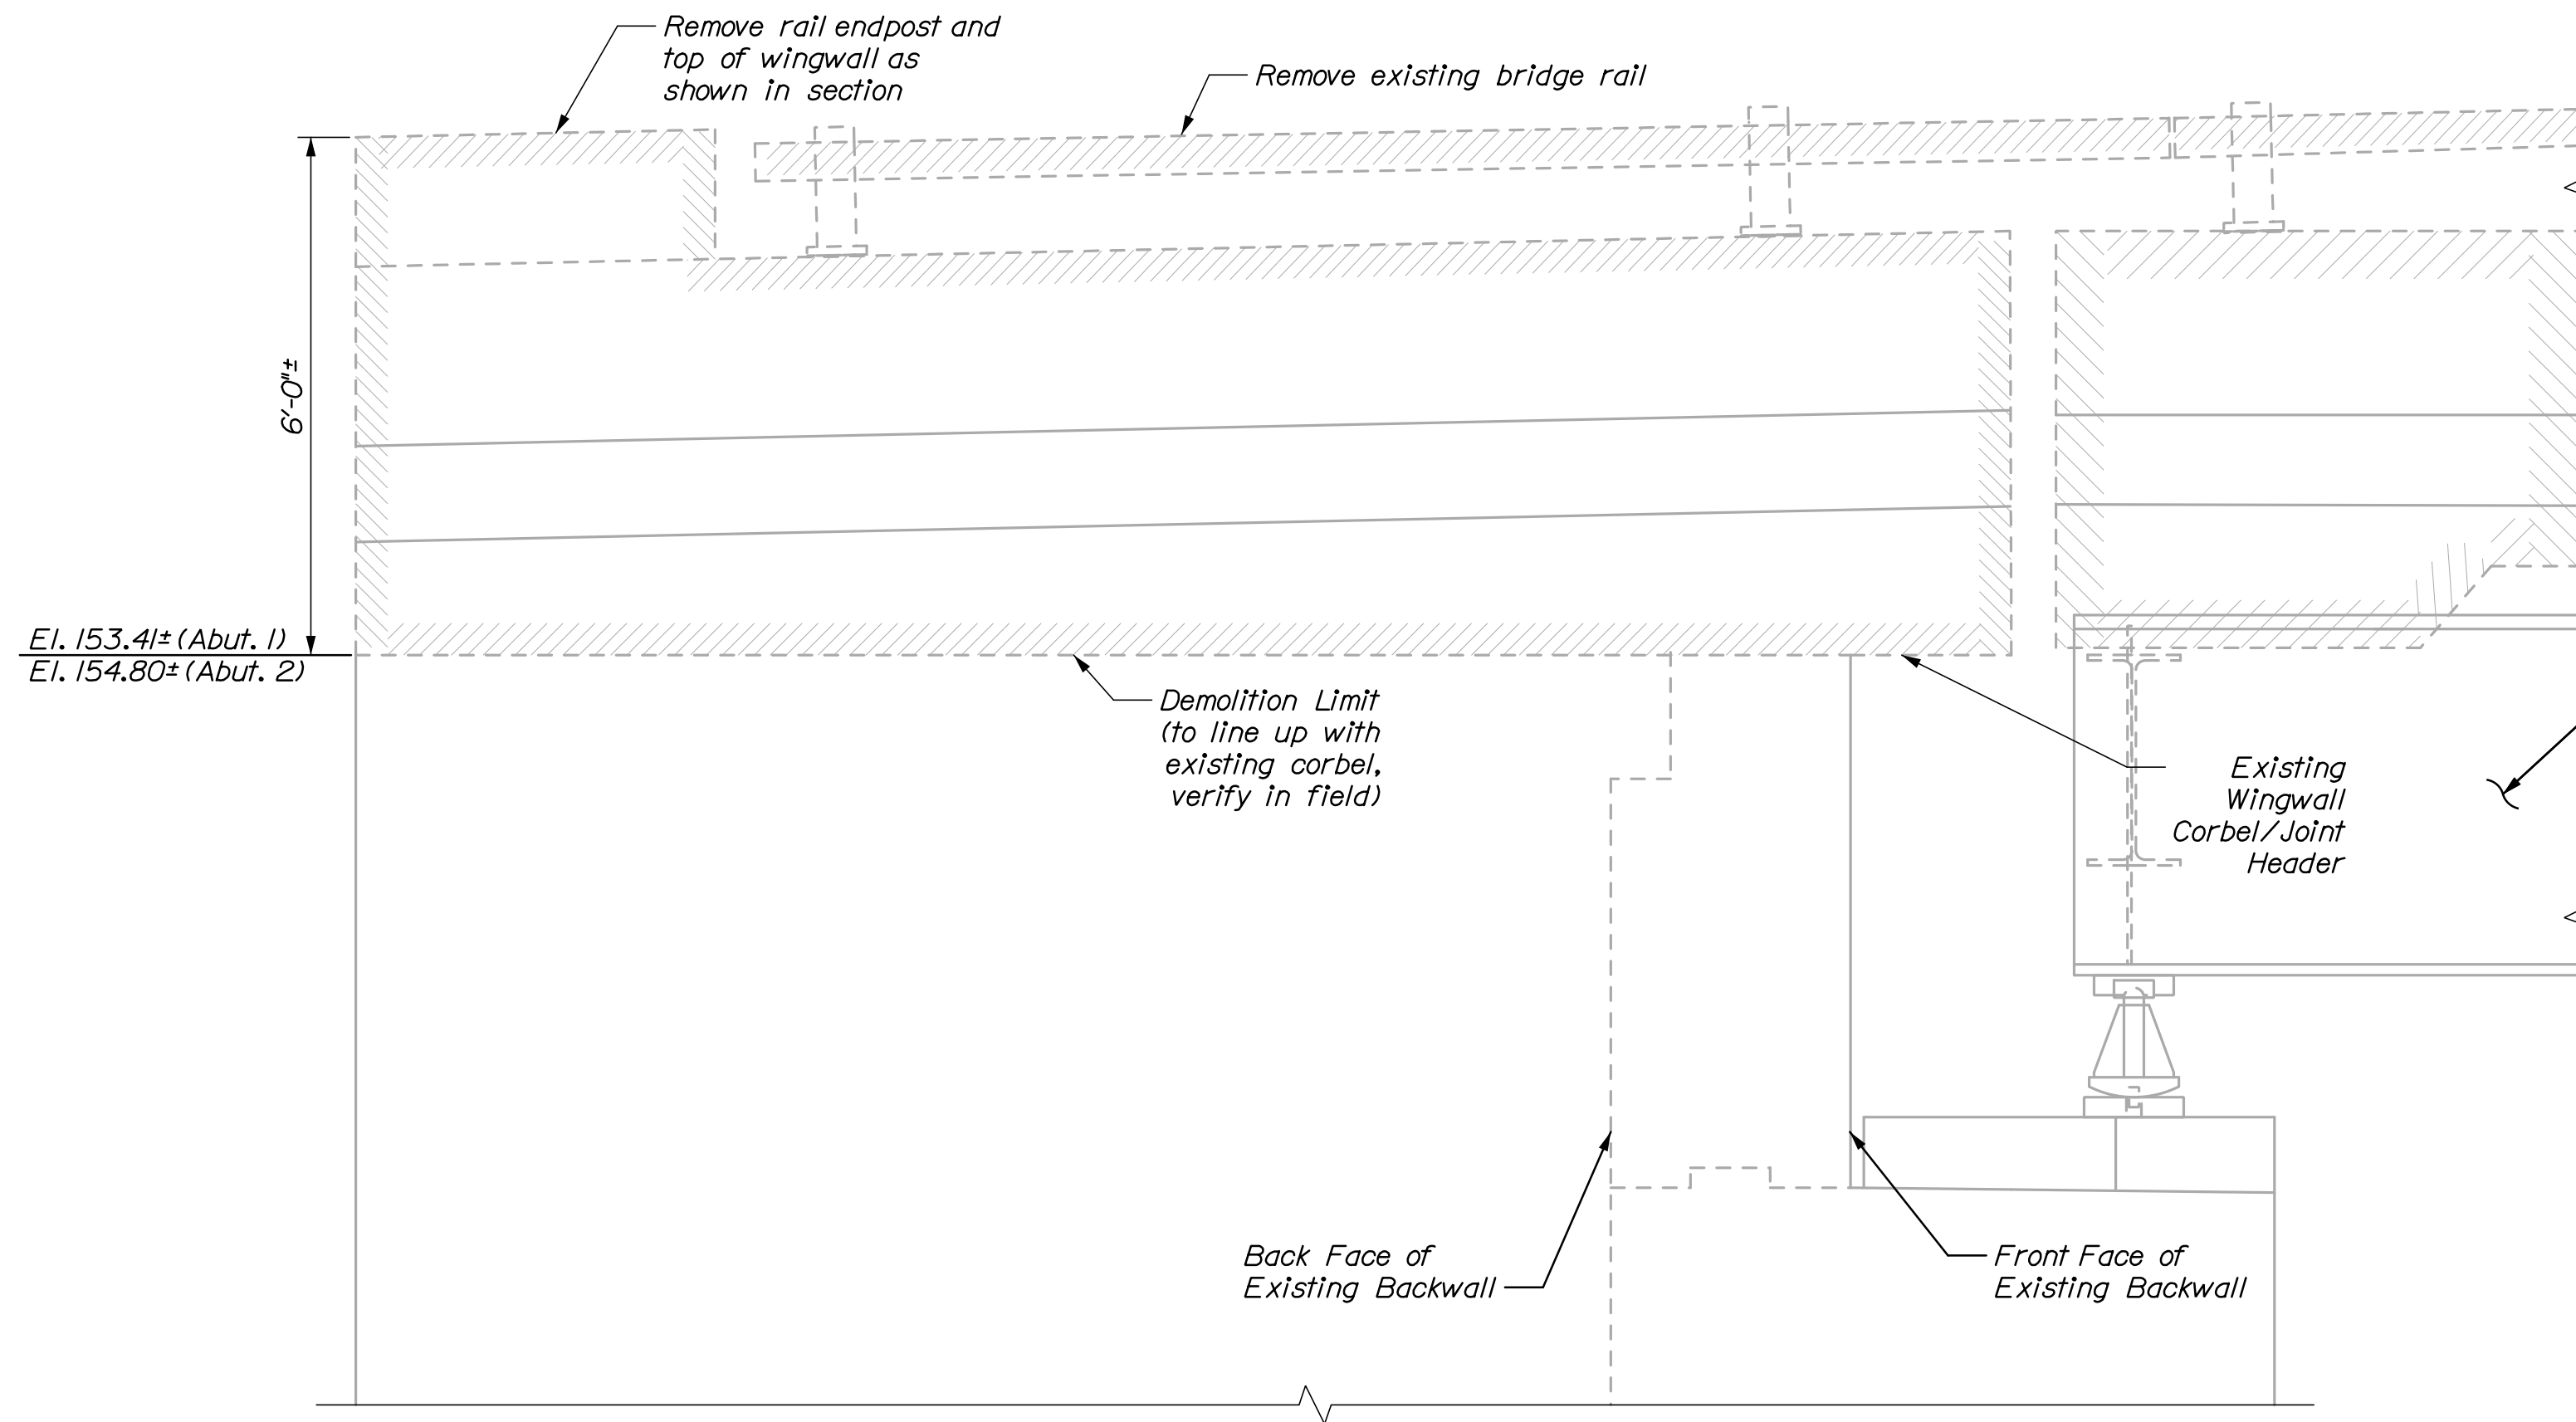 Remove rail endpost and
top of wingwall as
shown in section
Remove existing bridge rail
6'-0"±
El. 153.41± (Abut. 1)
El. 154.80± (Abut. 2)
Demolition Limit
(to line up with
existing corbel,
verify in field)
Existing
Wingwall
Corbel/Joint
Header
Back Face of
Existing Backwall
Front Face of
Existing Backwall